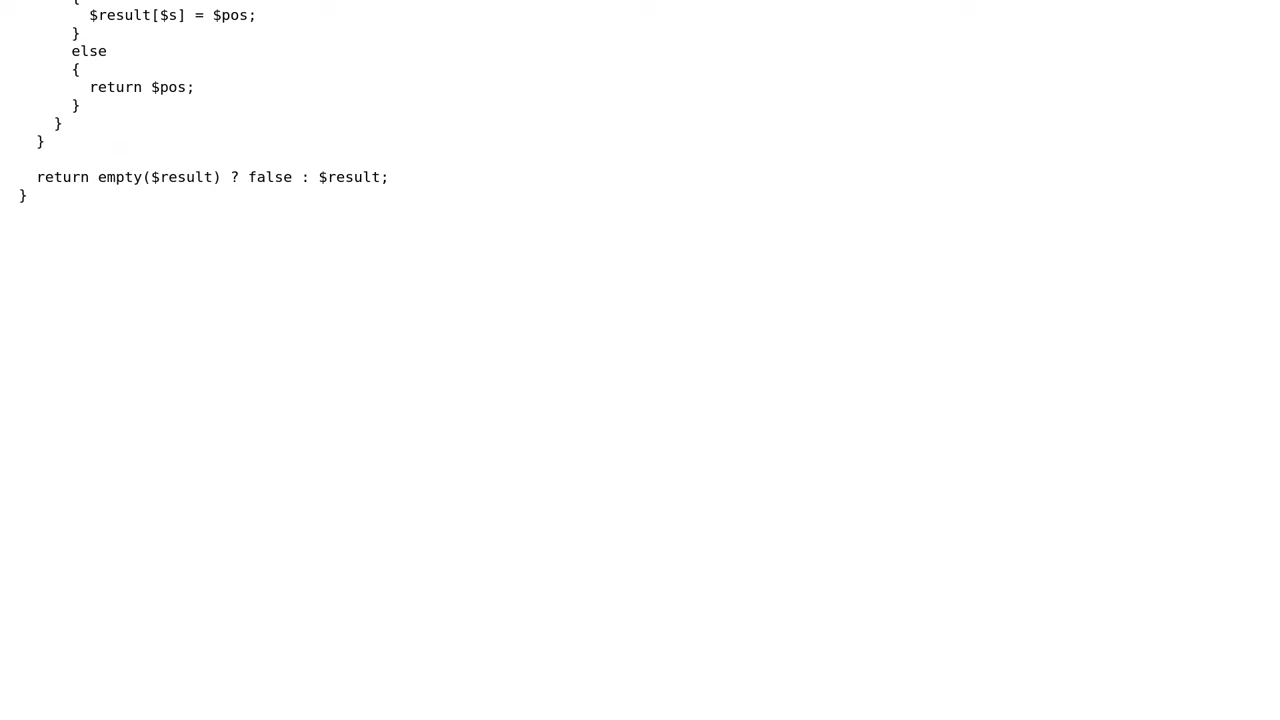 {
$result[$s] = $pos;
}
else
{
return $pos;
}
}
}
return empty($result) ? false : $result;
}